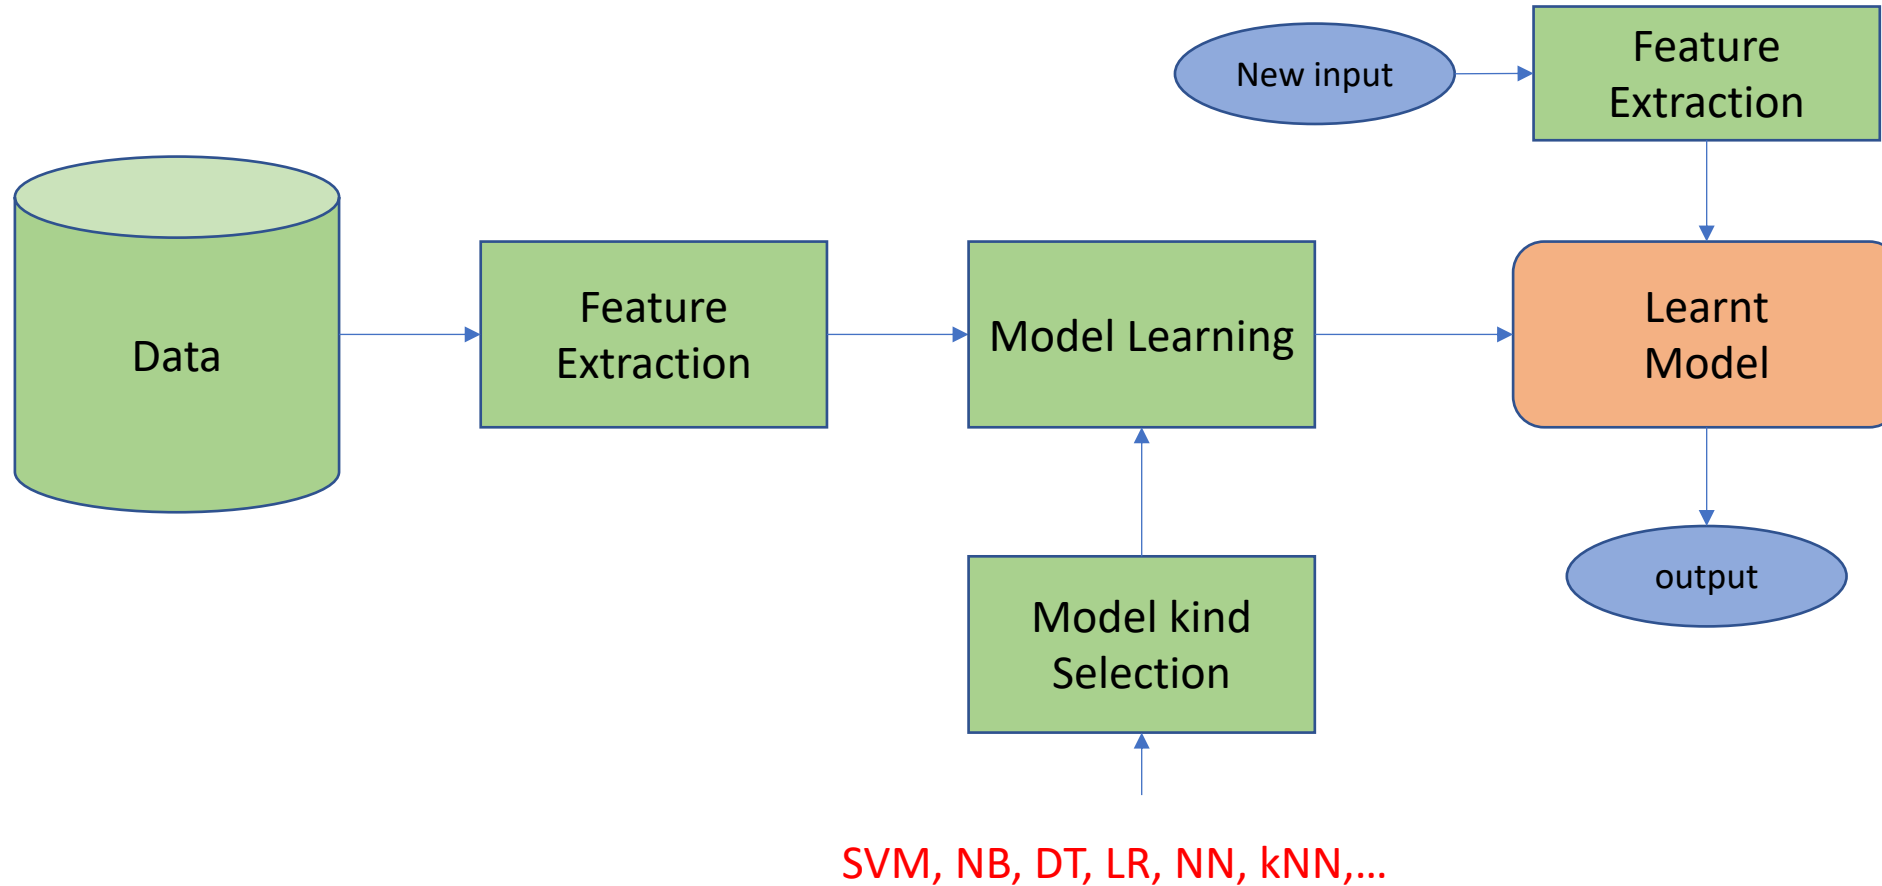 New input
Feature
Extraction
Data
Feature
Extraction
Model Learning
Learnt
Model
Model kind
Selection
output
SVM, NB, DT, LR, NN, kNN,...